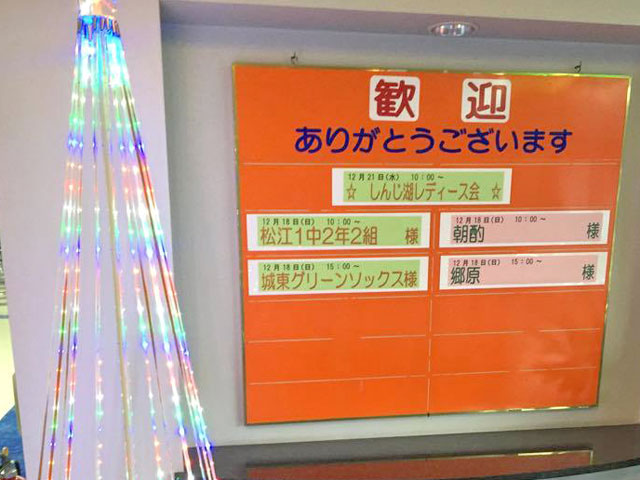 歓迎
ありがとうございます
12月21日(水) 10:00~
☆ しんじ湖レディース会 ☆
12月18日(日) 10:00~
松江1中2年2組 様
12月18日(日) 10:00~
朝酌 様
12月18日(日) 15:00~
城東グリーンソックス様
12月18日(日) 15:00~
郷原 様